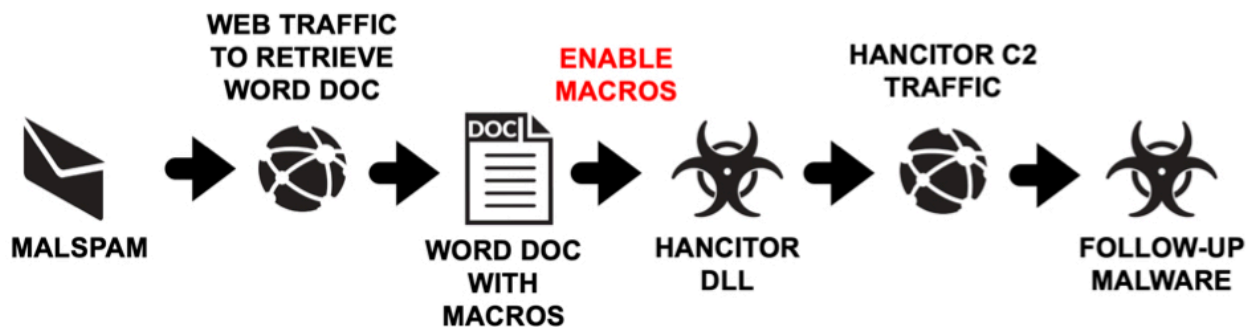 MALSPAM
WEB TRAFFIC
TO RETRIEVE
WORD DOC
DOC
WORD DOC
WITH
MACROS
ENABLE
MACROS
HANCITOR
DLL
HANCITOR C2
TRAFFIC
FOLLOW-UP
MALWARE